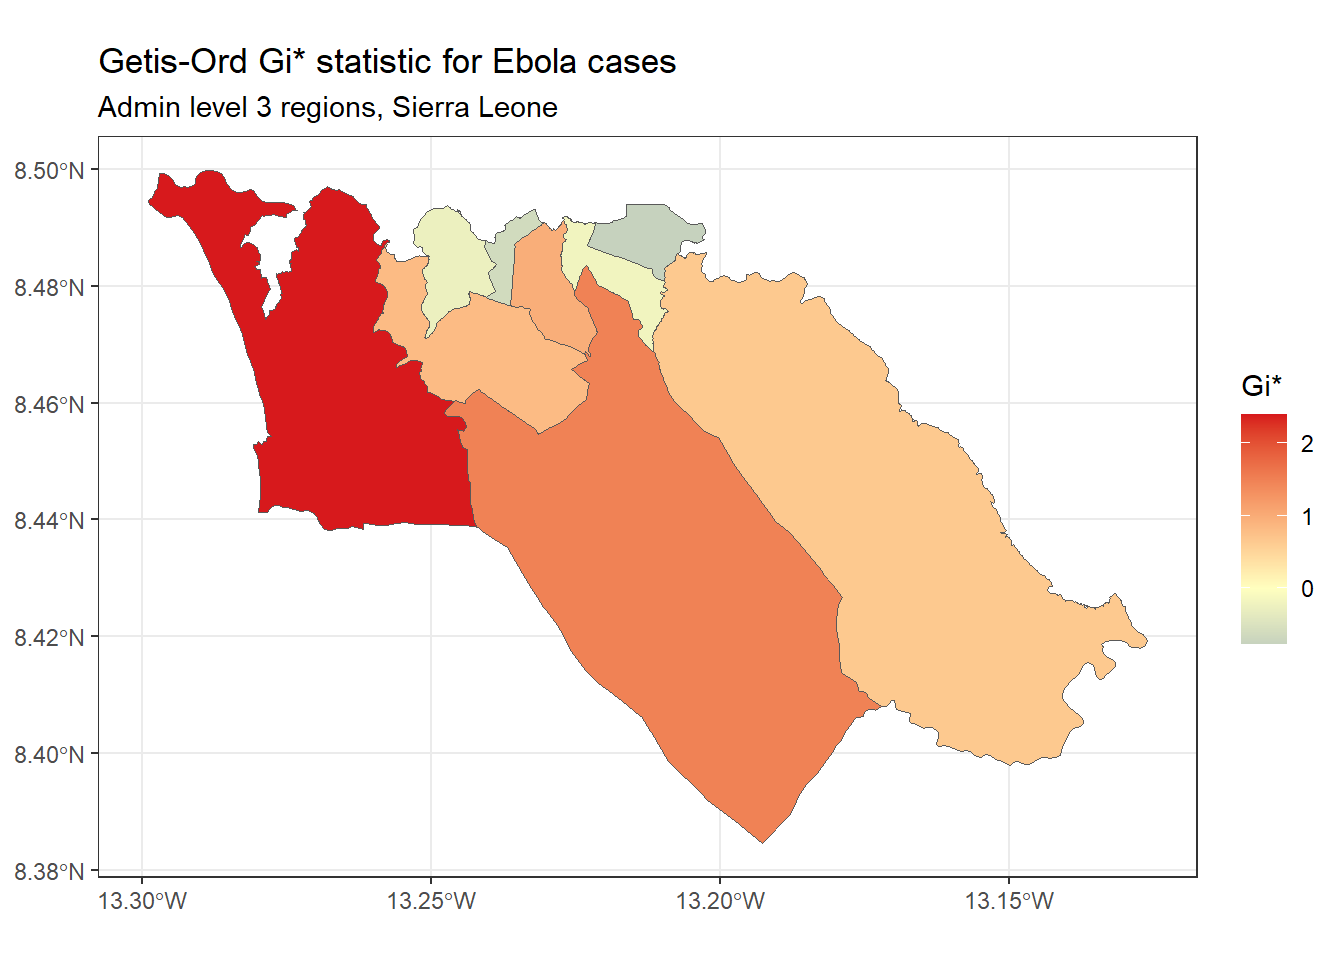 Getis-Ord Gi* statistic for Ebola cases
Admin level 3 regions, Sierra Leone
8.50°N
8.48°N
8.46°N
8.44°N
8.42°N
8.40°N
8.38°N
13.30°W
13.25°W
13.20°W
13.15°W
Gi*
2
1
0